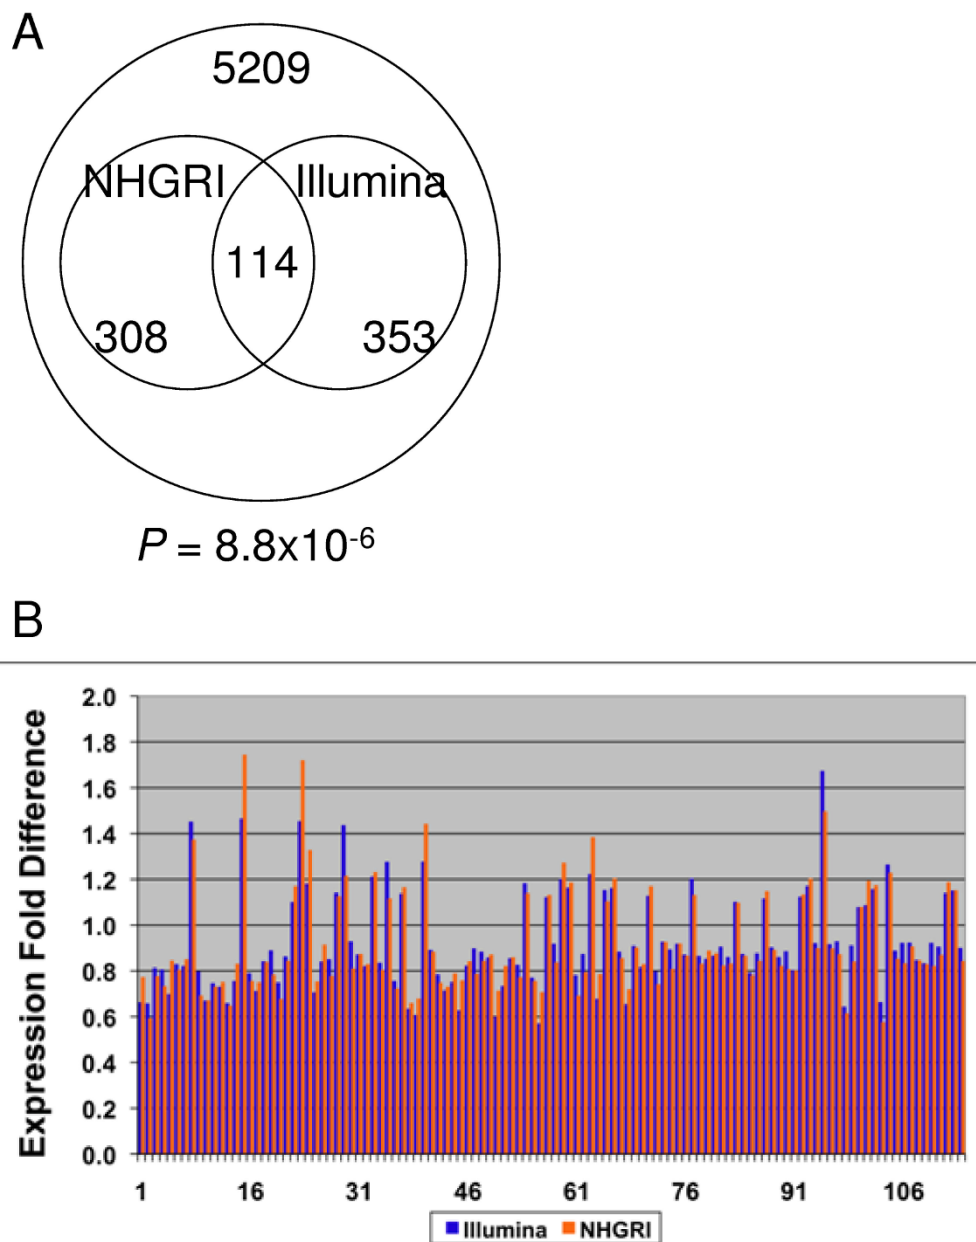 A
5209
NHGRI Illumina
114
308 353
P = 8.8x10-6
B
Expression Fold Difference
2.0
1.8
1.6
1.4
1.2
1.0
0.8
0.6
0.4
0.2
0.0
1 16 31 46 61 76 91 106
Illumina NHGRI